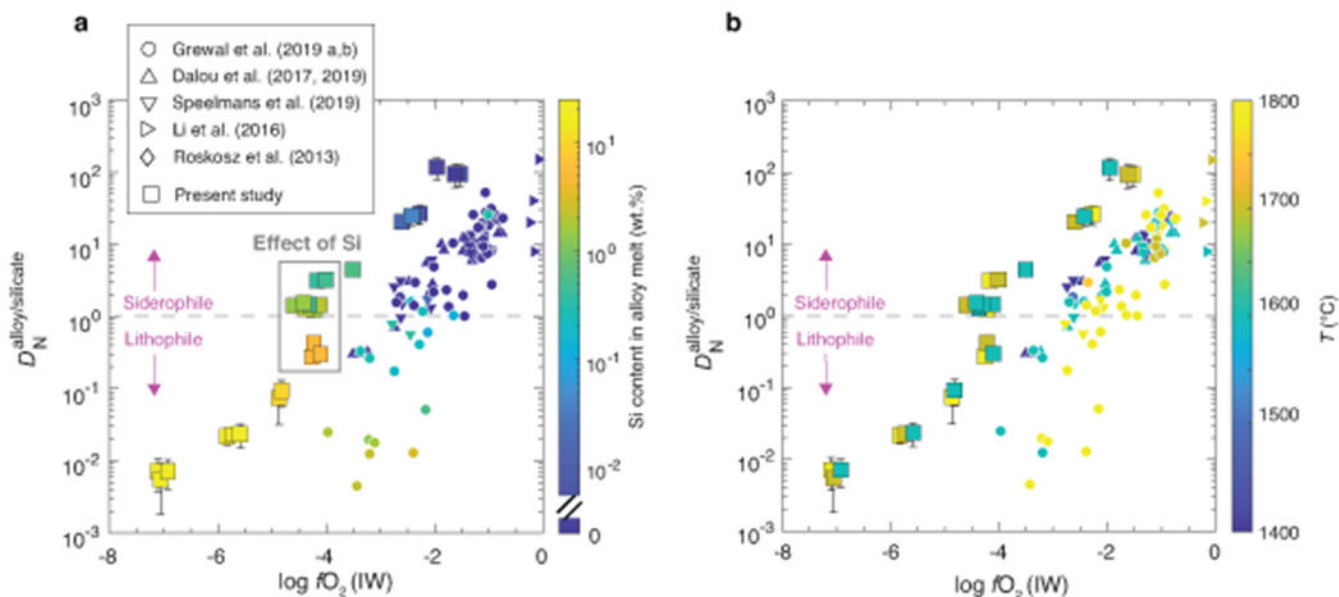 a
Grewal et al. (2019 a,b)
Dalou et al. (2017, 2019)
Speelmans et al. (2019)
Li et al. (2016)
Roskosz et al. (2013)
Present study
Effect of Si
Siderophile
Lithophile
10³
10²
10¹
10⁰
10⁻¹
10⁻²
10⁻³
D_N^alloy/silicate
-8 -6 -4 -2 0
log fO₂ (IW)
10¹
10⁰
10⁻¹
10⁻²
0
Si content in alloy melt (wt.%)
b
Siderophile
Lithophile
10³
10²
10¹
10⁰
10⁻¹
10⁻²
10⁻³
D_N^alloy/silicate
-8 -6 -4 -2 0
log fO₂ (IW)
1800
1700
1600
1500
1400
T (°C)